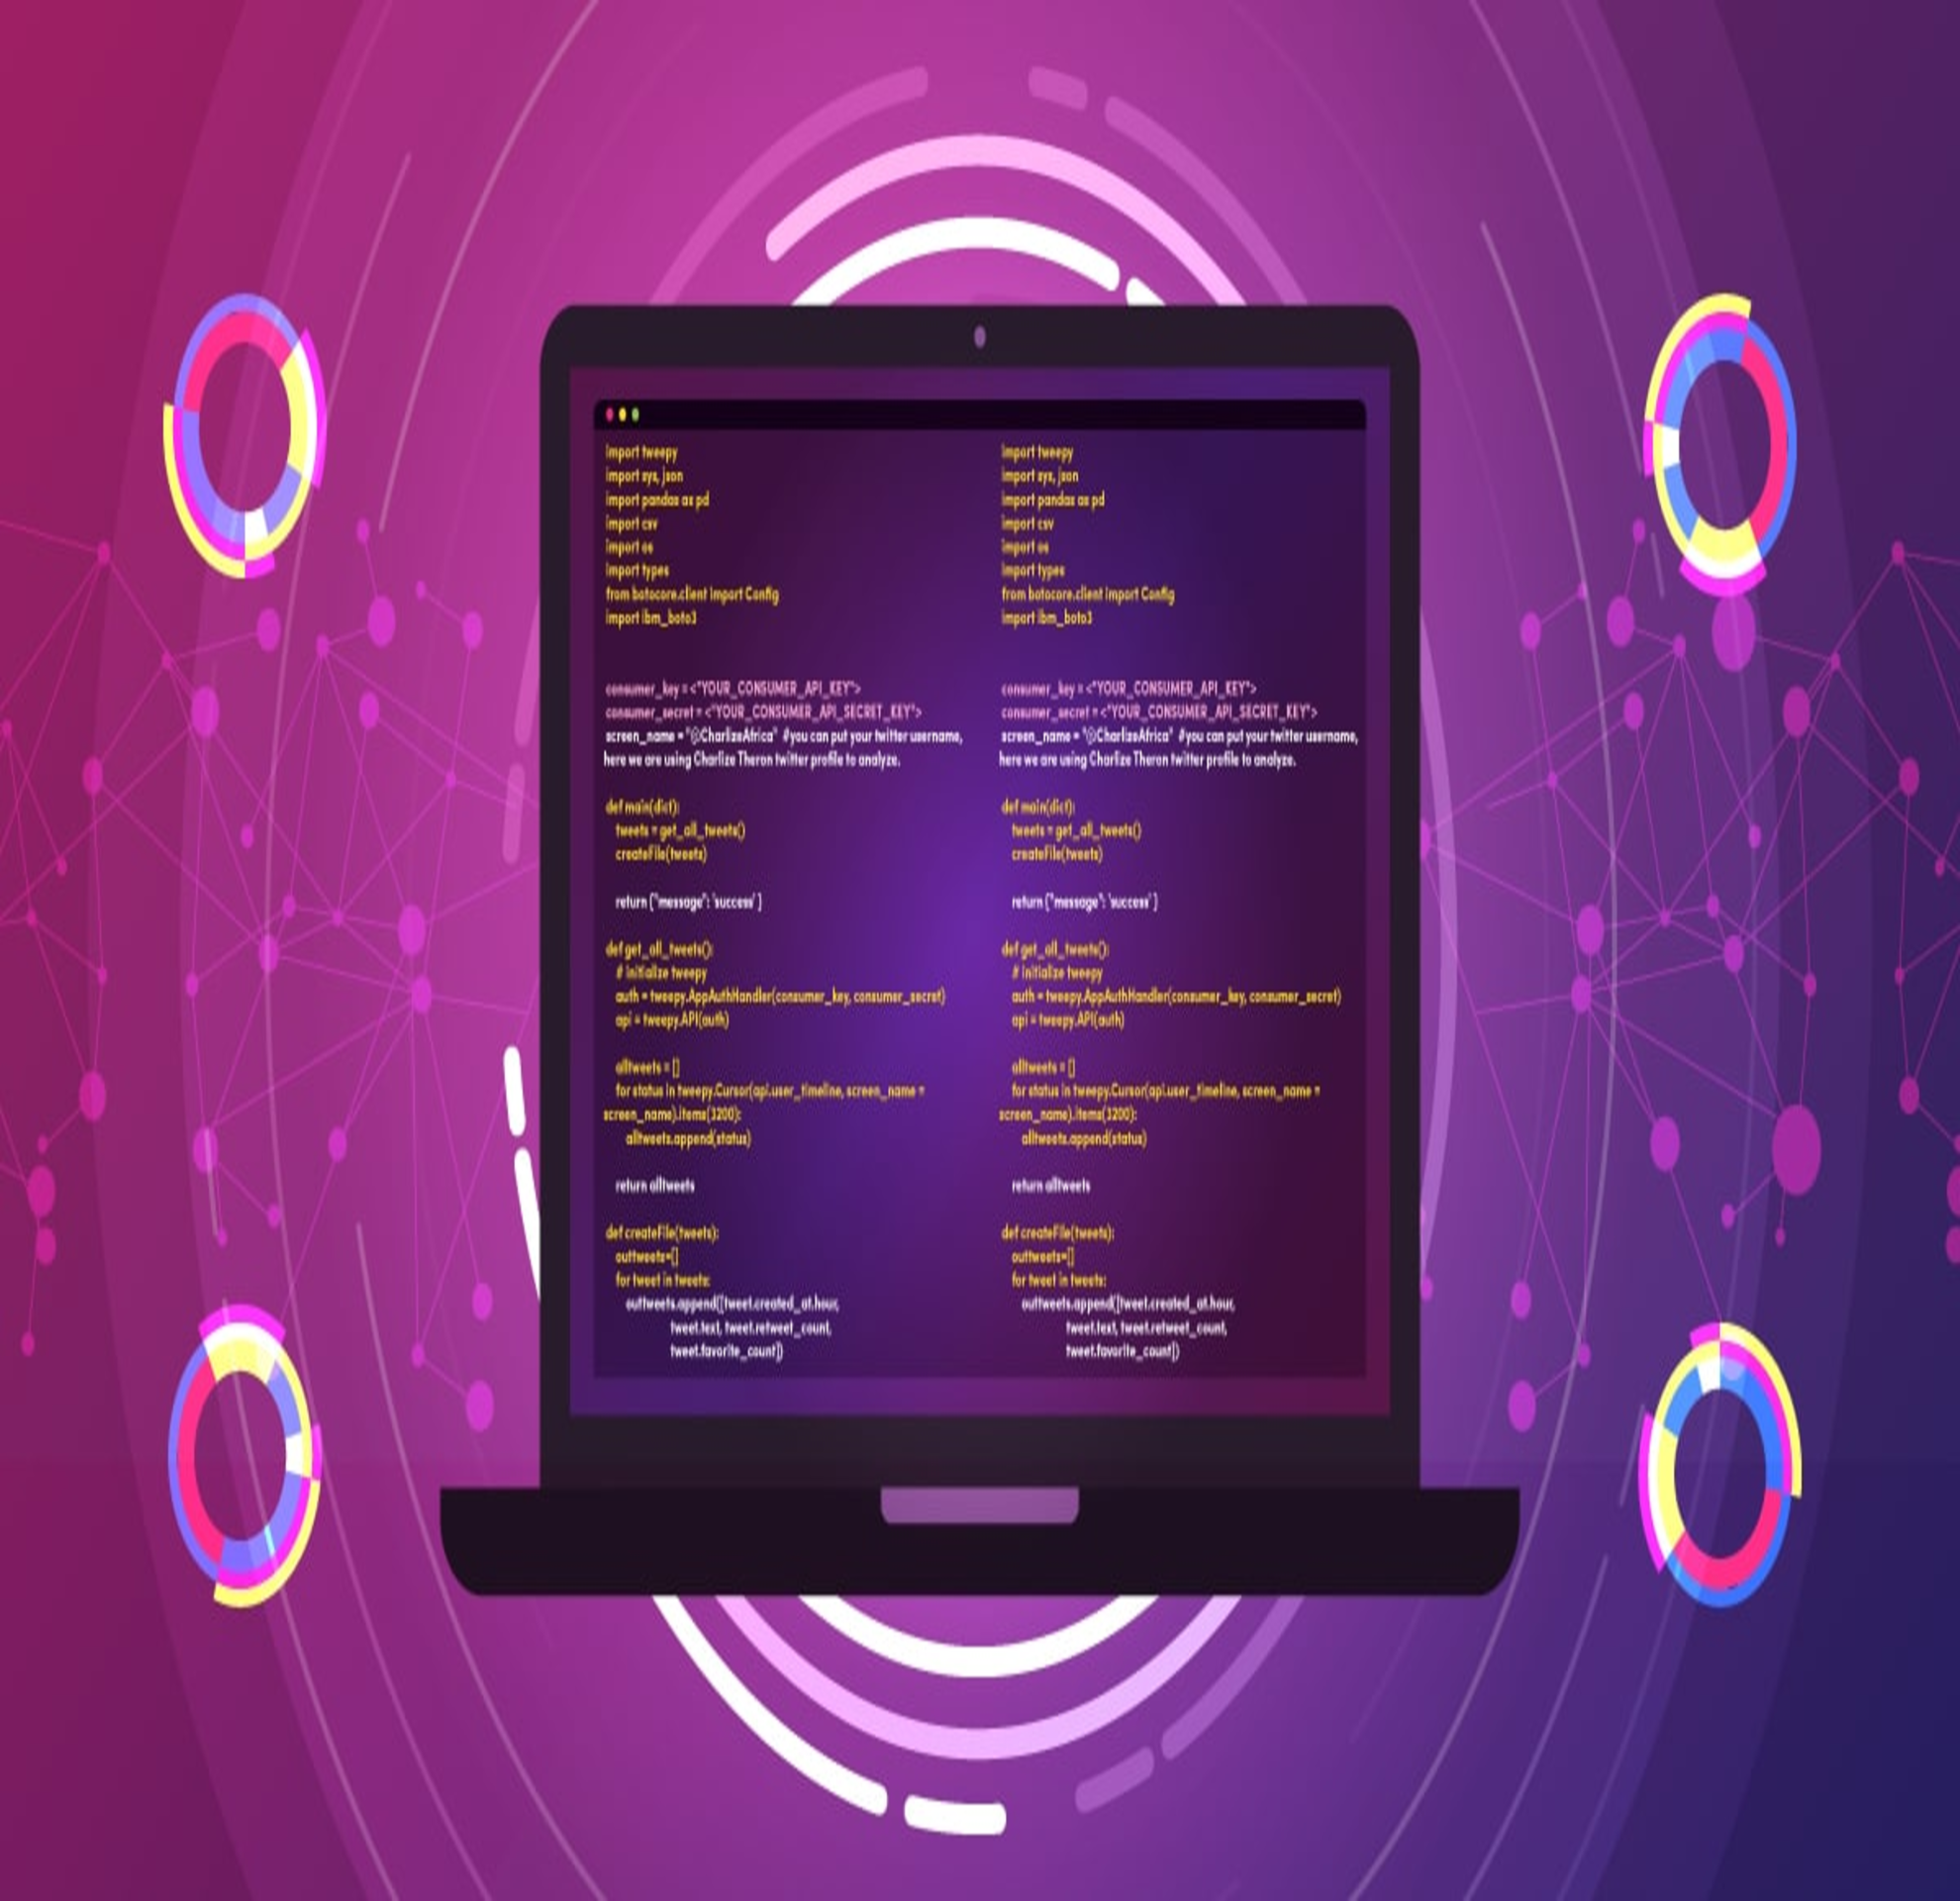 import tweepy
import sys, json
import pandas as pd
import csv
import os
import types
from botocore.client import Config
import ibm_boto3
consumer_key = <"YOUR_CONSUMER_API_KEY">
consumer_secret = <"YOUR_CONSUMER_API_SECRET_KEY">
screen_name = "@CharlizeAfrica" #you can put your twitter username,
here we are using Charlize Theron twitter profile to analyze.
def main(dict):
tweets = get_all_tweets()
createFile(tweets)
return {"message": 'success' }
def get_all_tweets():
# initialize tweepy
auth = tweepy.AppAuthHandler(consumer_key, consumer_secret)
api = tweepy.API(auth)
alltweets = []
for status in tweepy.Cursor(api.user_timeline, screen_name =
screen_name).items(3200):
alltweets.append(status)
return alltweets
def createFile(tweets):
outtweets=[]
for tweet in tweets:
outtweets.append([tweet.created_at.hour,
tweet.text, tweet.retweet_count,
tweet.favorite_count])
import tweepy
import sys, json
import pandas as pd
import csv
import os
import types
from botocore.client import Config
import ibm_boto3
consumer_key = <"YOUR_CONSUMER_API_KEY">
consumer_secret = <"YOUR_CONSUMER_API_SECRET_KEY">
screen_name = "@CharlizeAfrica" #you can put your twitter username,
here we are using Charlize Theron twitter profile to analyze.
def main(dict):
tweets = get_all_tweets()
createFile(tweets)
return {"message": 'success' }
def get_all_tweets():
# initialize tweepy
auth = tweepy.AppAuthHandler(consumer_key, consumer_secret)
api = tweepy.API(auth)
alltweets = []
for status in tweepy.Cursor(api.user_timeline, screen_name =
screen_name).items(3200):
alltweets.append(status)
return alltweets
def createFile(tweets):
outtweets=[]
for tweet in tweets:
outtweets.append([tweet.created_at.hour,
tweet.text, tweet.retweet_count,
tweet.favorite_count])